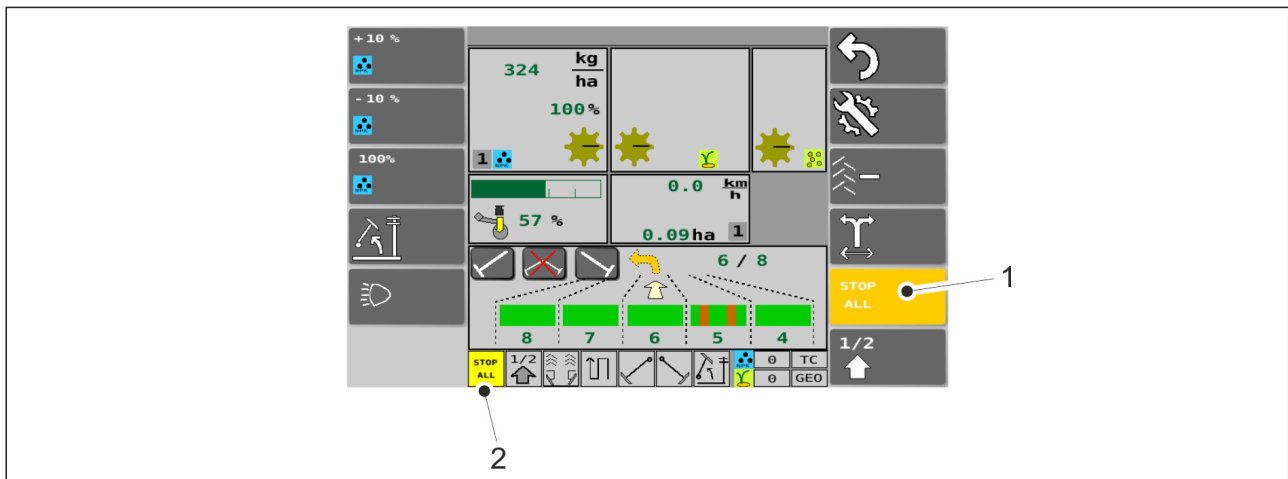 +10 %
NPK
- 10 %
NPK
100%
NPK
324 kg
ha
100%
1 NPK
57 %
0.0 km
h
0.09ha 1
6 / 8
8 7 6 5 4
STOP
ALL
1/2
NPK 0 TC
0 GEO
STOP
ALL
1/2
1
2